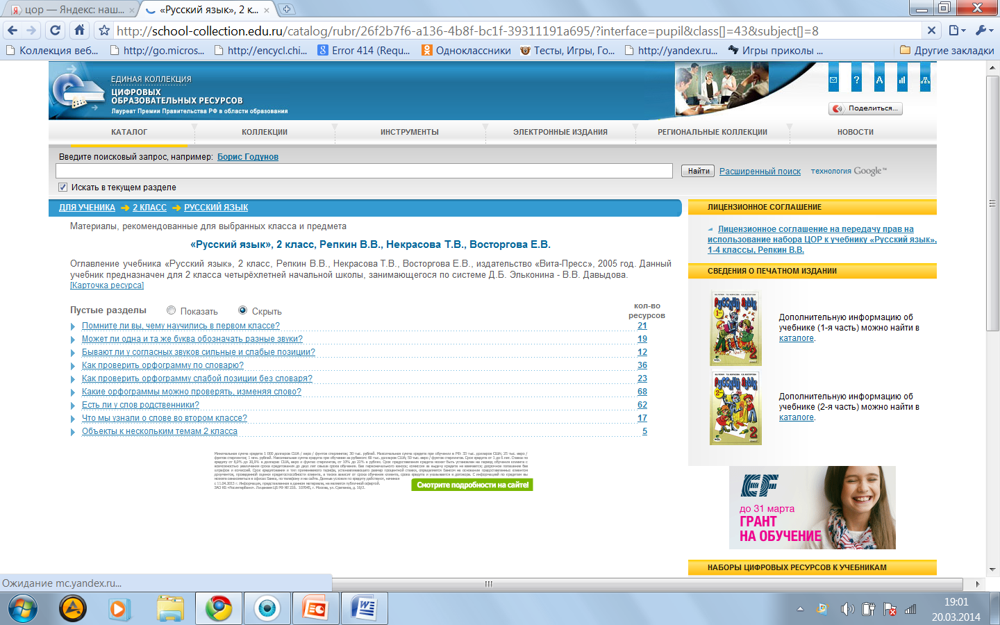 цор — Яндекс: наш...
«Русский язык», 2 к...
http://school-collection.edu.ru/catalog/rubr/26f2b7f6-a136-4b8f-bc1f-39311191a695/?interface=pupil&class[]=43&subject[]=8
Коллекция веб...
http://go.micros...
http://encycl.chi...
Error 414 (Requ...
Одноклассники
Тесты, Игры, Го...
http://yandex.ru...
Игры приколы ...
Другие закладки
ЕДИНАЯ КОЛЛЕКЦИЯ
ЦИФРОВЫХ
ОБРАЗОВАТЕЛЬНЫХ РЕСУРСОВ
Лауреат Премии Правительства РФ в области образования
Поделиться...
КАТАЛОГ
КОЛЛЕКЦИИ
ИНСТРУМЕНТЫ
ЭЛЕКТРОННЫЕ ИЗДАНИЯ
РЕГИОНАЛЬНЫЕ КОЛЛЕКЦИИ
НОВОСТИ
Введите поисковый запрос, например: Борис Годунов
Найти
Расширенный поиск
технология Google™
Искать в текущем разделе
ДЛЯ УЧЕНИКА
2 КЛАСС
РУССКИЙ ЯЗЫК
Материалы, рекомендованные для выбранных класса и предмета
«Русский язык», 2 класс, Репкин В.В., Некрасова Т.В., Восторгова Е.В.
Оглавление учебника «Русский язык», 2 класс, Репкин В.В., Некрасова Т.В., Восторгова Е.В., издательство «Вита-Пресс», 2005 год. Данный
учебник предназначен для 2 класса четырёхлетней начальной школы, занимающегося по системе Д.Б. Эльконина - В.В. Давыдова.
[Карточка ресурса]
Пустые разделы
Показать
Скрыть
кол-во
ресурсов
Помните ли вы, чему научились в первом классе? 21
Может ли одна и та же буква обозначать разные звуки? 19
Бывают ли у согласных звуков сильные и слабые позиции? 12
Как проверить орфограмму по словарю? 36
Как проверить орфограмму слабой позиции без словаря? 23
Какие орфограммы можно проверять, изменяя слово? 68
Есть ли у слов родственники? 62
Что мы узнали о слове во втором классе? 17
Объекты к нескольким темам 2 класса 5
Смотрите подробности на сайте!
ЛИЦЕНЗИОННОЕ СОГЛАШЕНИЕ
Лицензионное соглашение на передачу прав на
использование набора ЦОР к учебнику «Русский язык»,
1-4 классы, Репкин В.В.
СВЕДЕНИЯ О ПЕЧАТНОМ ИЗДАНИИ
Русский язык
1
2
Дополнительную информацию об
учебнике (1-я часть) можно найти в
каталоге.
Русский язык
2
2
Дополнительную информацию об
учебнике (2-я часть) можно найти в
каталоге.
EF
до 31 марта
ГРАНТ
НА ОБУЧЕНИЕ
НАБОРЫ ЦИФРОВЫХ РЕСУРСОВ К УЧЕБНИКАМ
Ожидание mc.yandex.ru...
19:01
20.03.2014